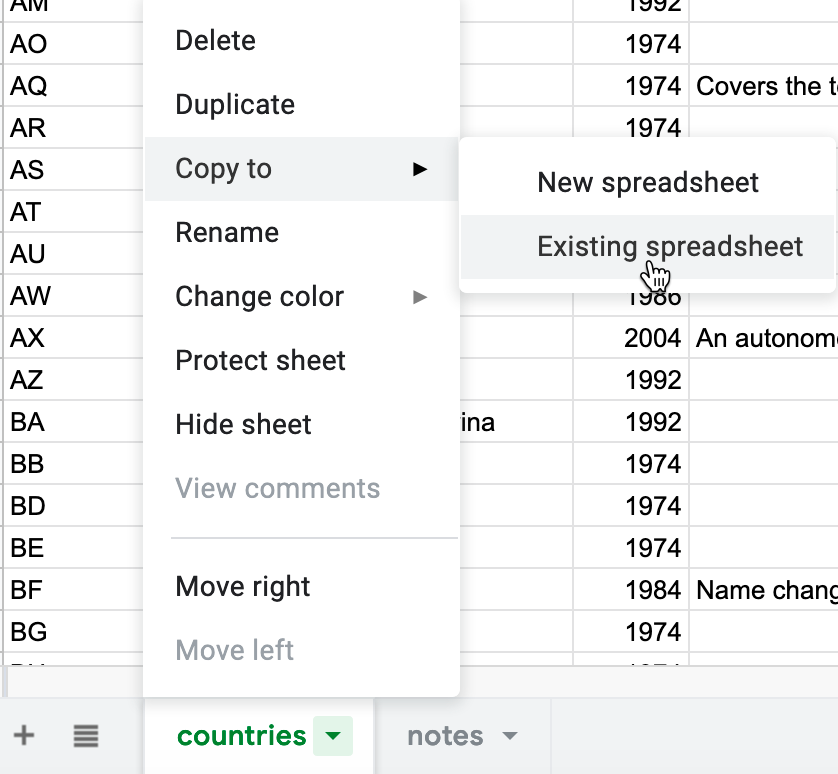 AM 1992
Delete
AO 1974
AQ 1974 Covers the t
Duplicate
AR 1974
AS
Copy to
New spreadsheet
AT
Rename
AU
Existing spreadsheet
AW 1986
Change color
AX 2004 An autonom
Protect sheet
AZ 1992
BA ina 1992
Hide sheet
BB 1974
View comments
BD 1974
BE 1974
BF 1984 Name chang
Move right
BG 1974
Move left
countries notes